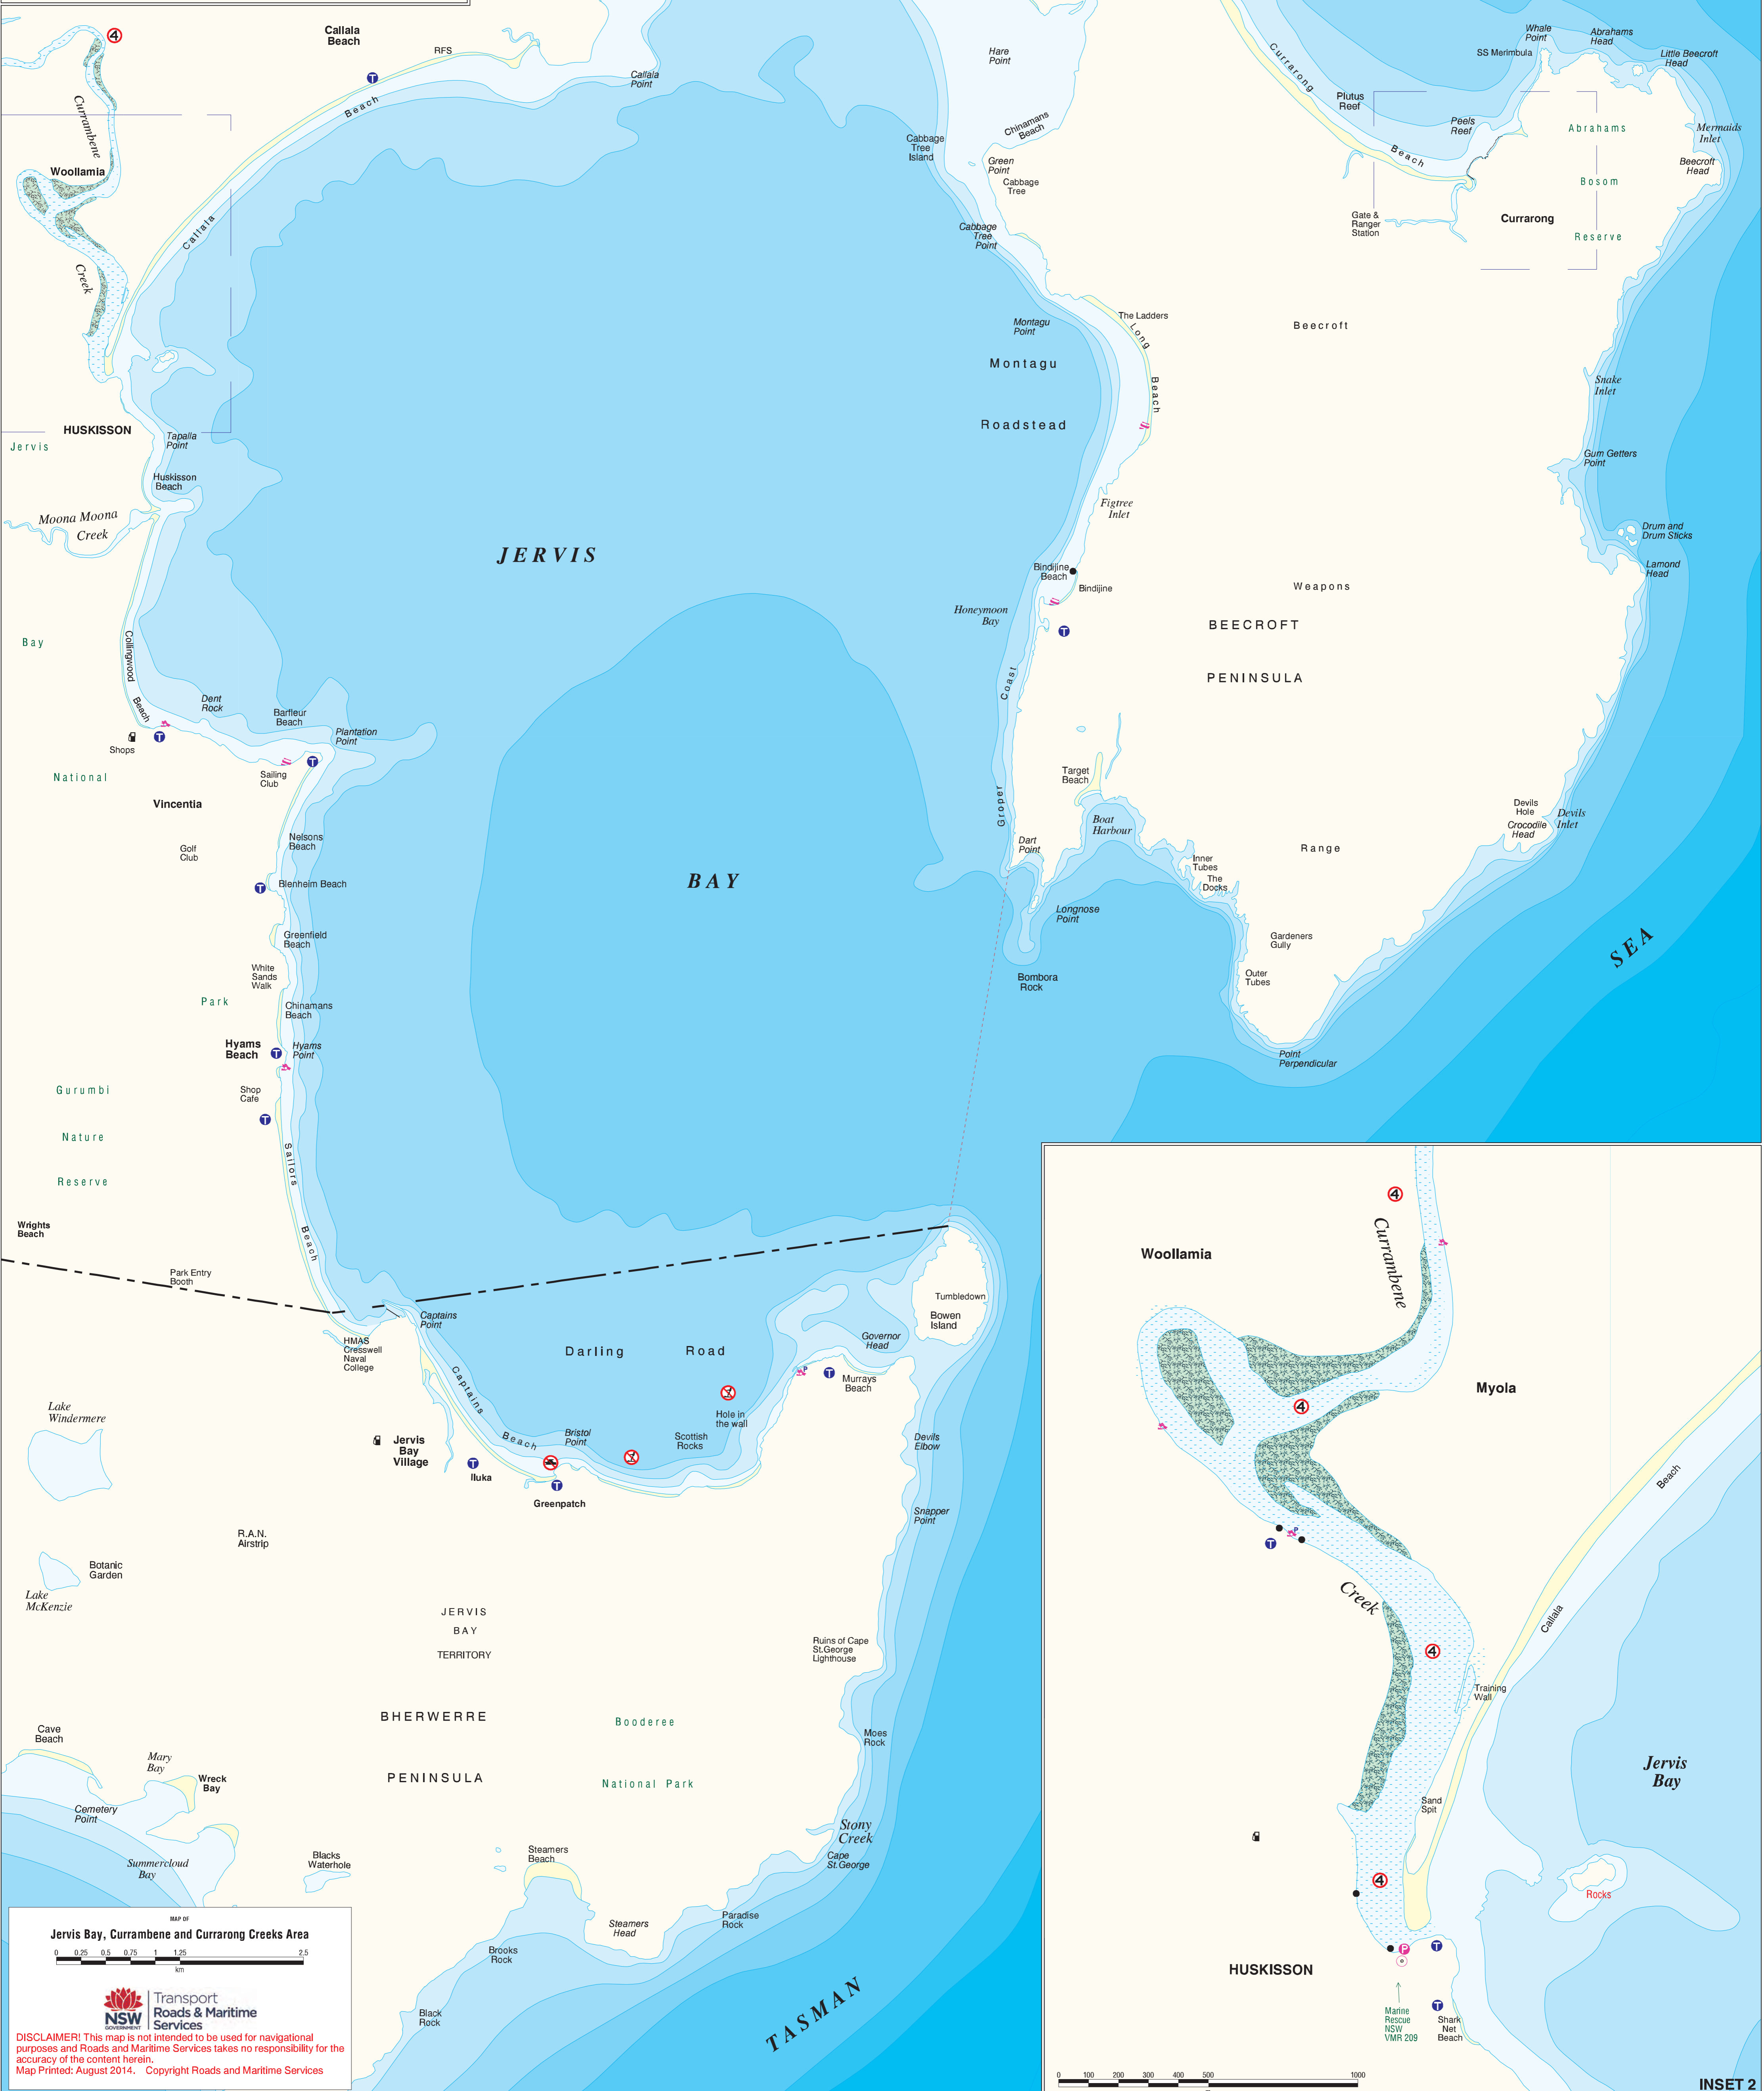 4
Callala
Beach
RFS
T
Callala
Point
Callala
Beach
Hare
Point
Currarong
Beach
Whale
Point
Abrahams
Head
SS Merimbula
Little Beecroft
Head
Plutus
Reef
Peels
Reef
Abrahams
Bosom
Reserve
Mermaids
Inlet
Beecroft
Head
Currambene
Creek
Woollamia
Cabbage
Tree
Island
Chinamans
Beach
Green
Point
Cabbage
Tree
Cabbage
Tree
Point
Gate &
Ranger
Station
Currarong
Montagu
Point
The Ladders
Long
Beach
Beecroft
Montagu
Roadstead
Snake
Inlet
HUSKISSON
Tapalla
Point
Jervis
Bay
National
Park
Huskisson
Beach
Gum Getters
Point
Moona Moona
Creek
Figtree
Inlet
Drum and
Drum Sticks
JERVIS
BAY
Lamond
Head
Bindijine
Beach
Bindijine
Weapons
Honeymoon
Bay
T
BEECROFT
PENINSULA
Collingwood
Beach
Groper
Coast
Dent
Rock
Barfleur
Beach
Plantation
Point
Shops
T
Sailing
Club
T
Target
Beach
Vincentia
Boat
Harbour
Devils
Hole
Crocodile
Head
Devils
Inlet
Golf
Club
Nelsons
Beach
Dart
Point
Inner
Tubes
The
Docks
Range
T
Blenheim Beach
Longnose
Point
Greenfield
Beach
Gardeners
Gully
SEA
White
Sands
Walk
Bombora
Rock
Outer
Tubes
Chinamans
Beach
Hyams
Beach
T
Hyams
Point
Point
Perpendicular
Gurumbi
Nature
Reserve
Shop
Cafe
T
Sailors
Beach
Wrights
Beach
Park Entry
Booth
Captains
Point
Tumbledown
Bowen
Island
HMAS
Cresswell
Naval
College
Darling
Road
Governor
Head
P
T
Murrays
Beach
Captains
Beach
Hole in
the wall
Lake
Windermere
Jervis
Bay
Village
Bristol
Point
Scottish
Rocks
Devils
Elbow
T
Iluka
T
Greenpatch
Snapper
Point
R.A.N.
Airstrip
Botanic
Garden
Lake
McKenzie
JERVIS
BAY
TERRITORY
Ruins of Cape
St.George
Lighthouse
BHERWERRE
PENINSULA
Booderee
National Park
Cave
Beach
Mary
Bay
Wreck
Bay
Moes
Rock
Cemetery
Point
Stony
Creek
Cape
St.George
Summercloud
Bay
Blacks
Waterhole
Steamers
Beach
Steamers
Head
Paradise
Rock
Brooks
Rock
Black
Rock
TASMAN
MAP OF
Jervis Bay, Currambene and Currarong Creeks Area
0 0.25 0.5 0.75 1 1.25 2.5
km
NSW
GOVERNMENT
Transport
Roads & Maritime
Services
DISCLAIMER! This map is not intended to be used for navigational
purposes and Roads and Maritime Services takes no responsibility for the
accuracy of the content herein.
Map Printed: August 2014. Copyright Roads and Maritime Services
4
Currambene
Woollamia
Myola
4
P
T
Creek
Beach
Callala
4
Training
Wall
Jervis
Bay
Sand
Spit
4
Rocks
P
T
HUSKISSON
Marine
Rescue
NSW
VMR 209
T
Shark
Net
Beach
0 100 200 300 400 500 1000
INSET 2